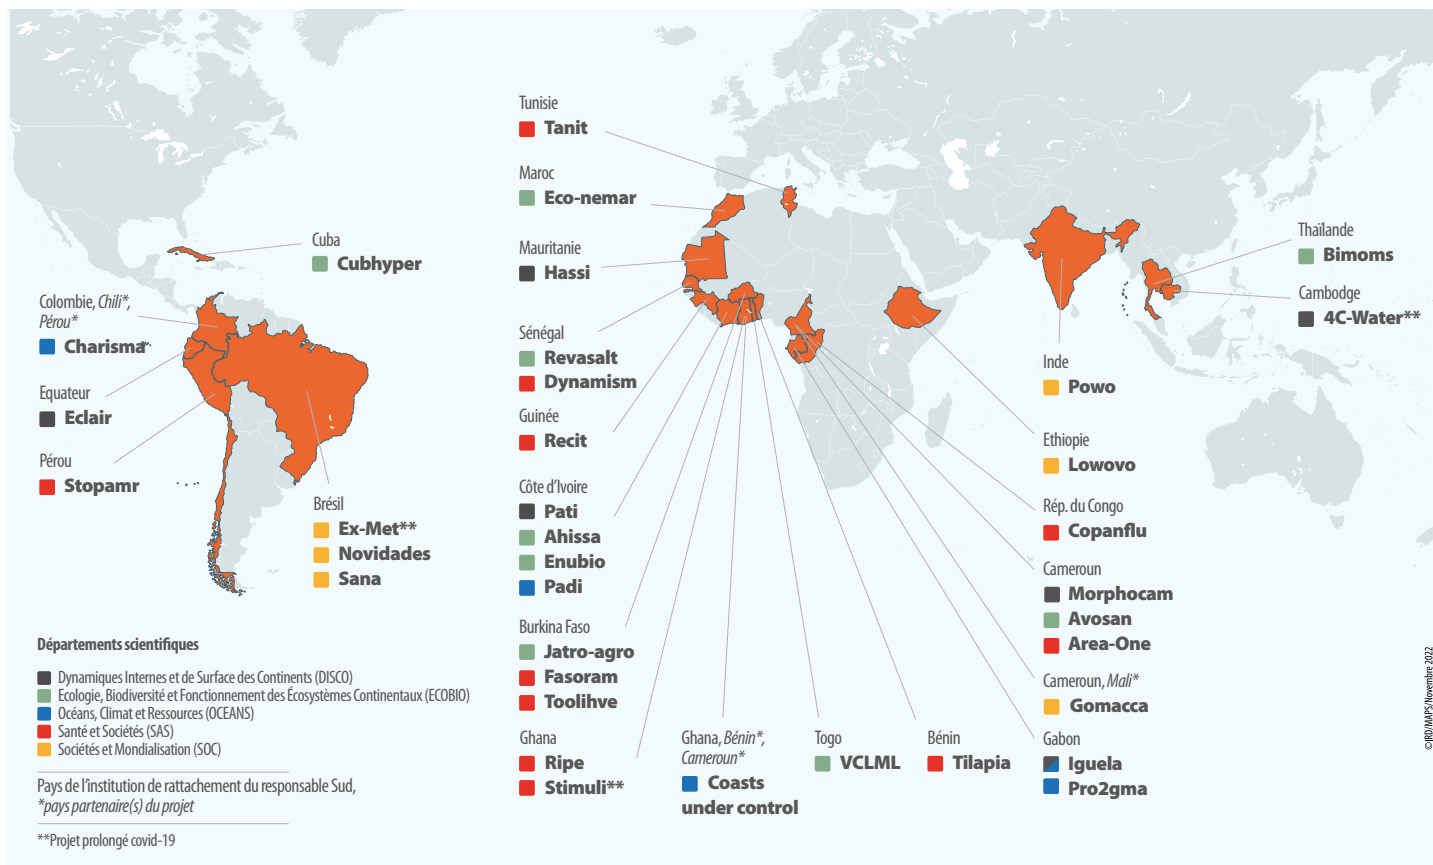 Cuba
Cubhyper
Colombie, Chili*,
Pérou*
Charisma
Equateur
Eclair
Pérou
Stopamr
Brésil
Ex-Met**
Novidades
Sana
Départements scientifiques
Dynamiques Internes et de Surface des Continents (DISCO)
Ecologie, Biodiversité et Fonctionnement des Écosystèmes Continentaux (ECOBIO)
Océans, Climat et Ressources (OCEANS)
Santé et Sociétés (SAS)
Sociétés et Mondialisation (SOC)
Pays de l'institution de rattachement du responsable Sud,
*pays partenaire(s) du projet
**Projet prolongé covid-19
Tunisie
Tanit
Maroc
Eco-nemar
Mauritanie
Hassi
Sénégal
Revasalt
Dynamism
Guinée
Recit
Côte d'Ivoire
Pati
Ahissa
Enubio
Padi
Burkina Faso
Jatro-agro
Fasoram
Toolihve
Ghana
Ripe
Stimuli**
Ghana, Bénin*,
Cameroun*
Coasts
under control
Togo
VCLML
Bénin
Tilapia
Thaïlande
Bimoms
Cambodge
4C-Water**
Inde
Powo
Ethiopie
Lowovo
Rép. du Congo
Copanflu
Cameroun
Morphocam
Avosan
Area-One
Cameroun, Mali*
Gomacca
Gabon
Iguela
Pro2gma
©IRD/MAPS/Novembre 2022